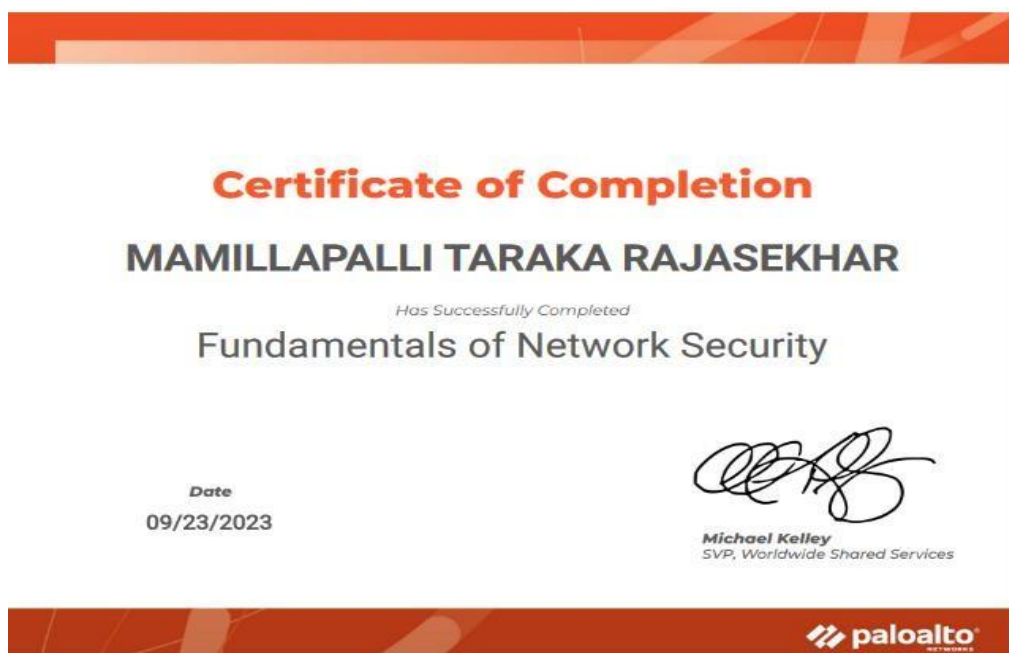 Certificate of Completion
MAMILLAPALLI TARAKA RAJASEKHAR
Has Successfully Completed
Fundamentals of Network Security
Date
09/23/2023
Michael Kelley
SVP, Worldwide Shared Services
paloalto
NETWORKS